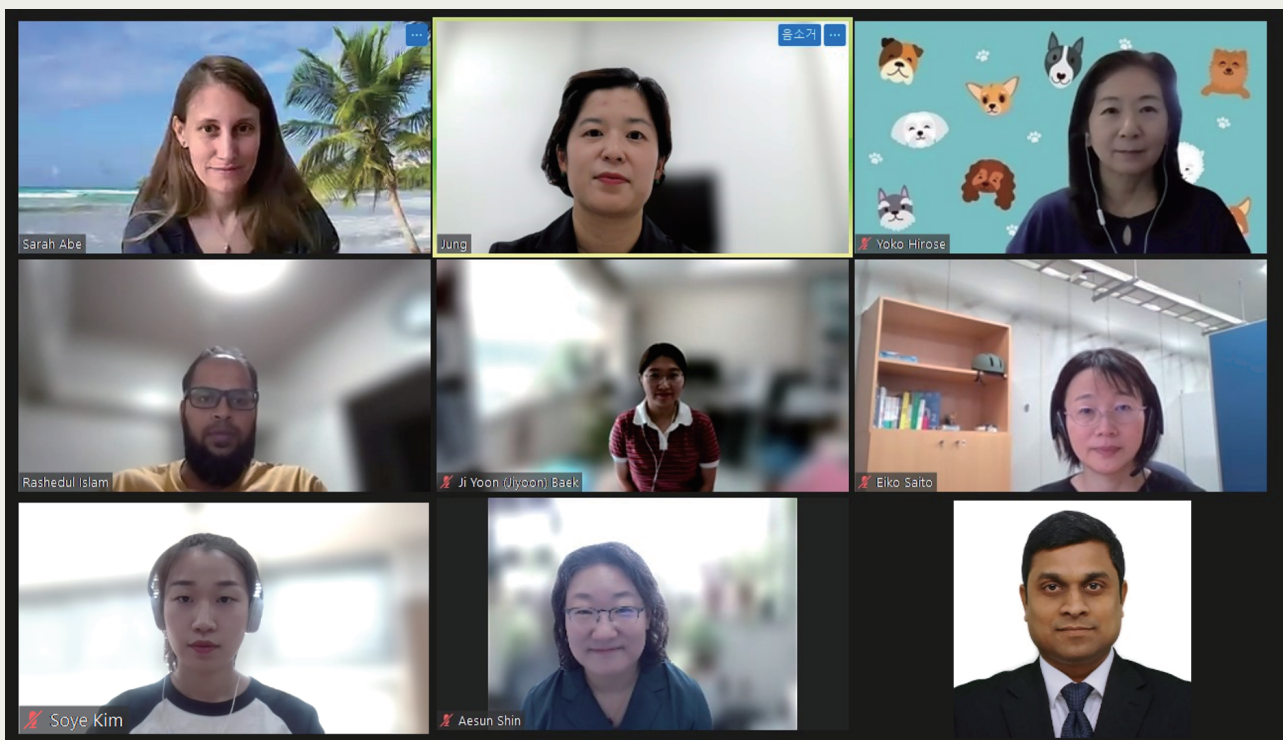 ...
음소거 ...
Sarah Abe
Jung
Yoko Hirose
Rashedul Islam
Ji Yoon (Jiyoon) Baek
Eiko Saito
Soye Kim
Aesun Shin